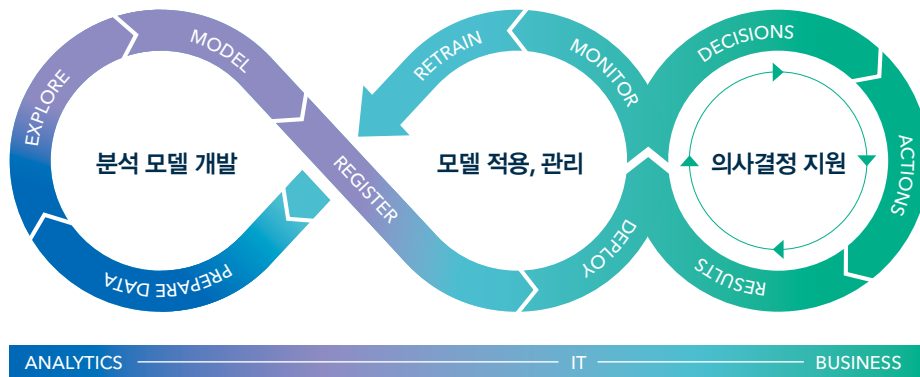 EXPLORE
MODEL
REGISTER
PREPARE DATA
분석 모델 개발
RETRAIN
MONITOR
DEPLOY
모델 적용, 관리
DECISIONS
ACTIONS
RESULTS
의사결정 지원
ANALYTICS
IT
BUSINESS